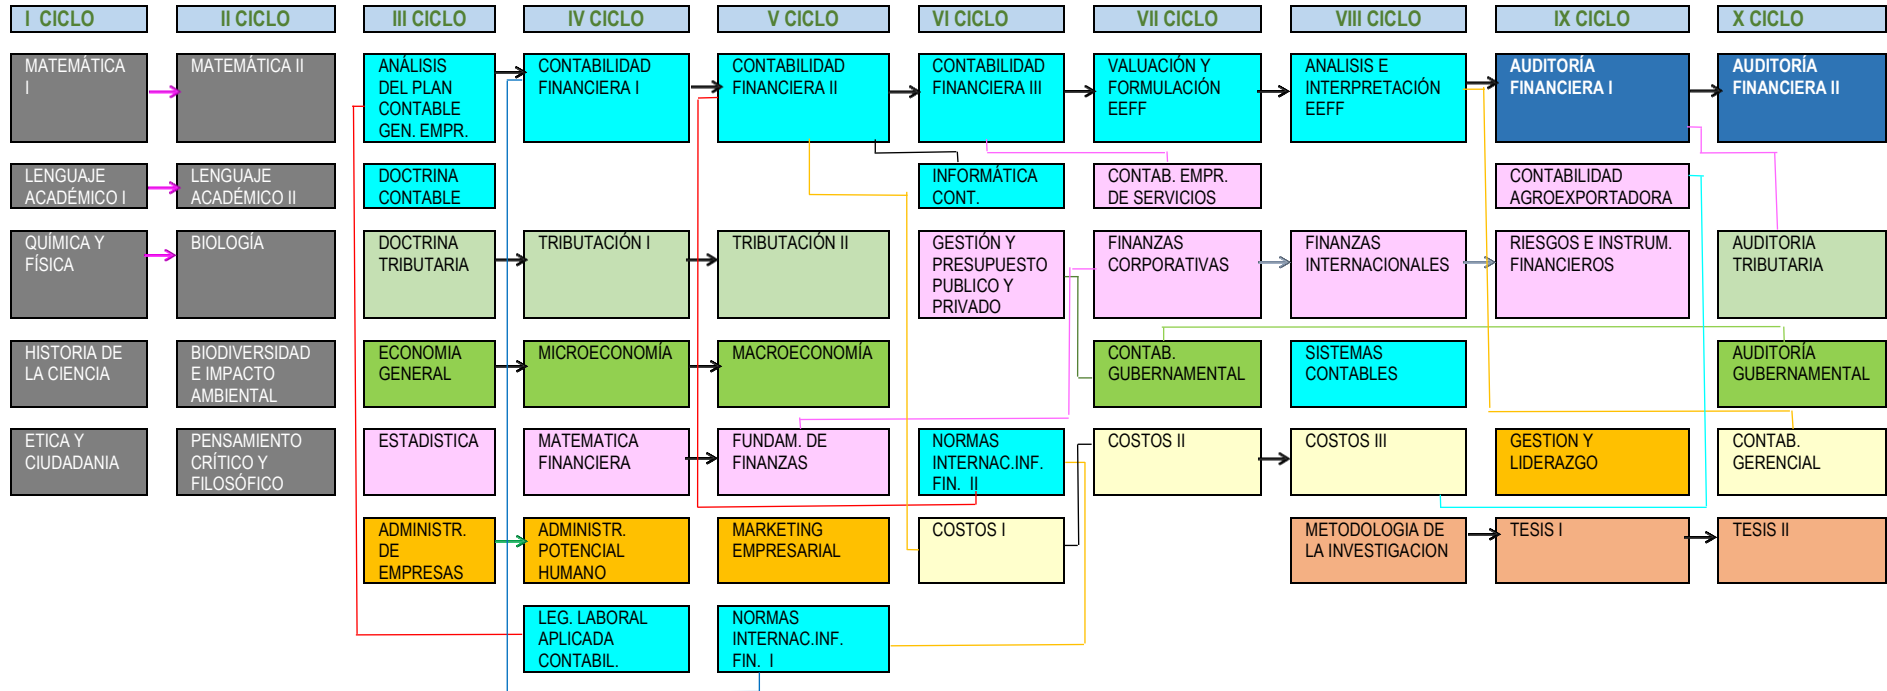 I CICLO
II CICLO
III CICLO
IV CICLO
V CICLO
VI CICLO
VII CICLO
VIII CICLO
IX CICLO
X CICLO
MATEMÁTICA
I
MATEMÁTICA II
ANÁLISIS
DEL PLAN
CONTABLE
GEN. EMPR.
CONTABILIDAD
FINANCIERA I
CONTABILIDAD
FINANCIERA II
CONTABILIDAD
FINANCIERA III
VALUACIÓN Y
FORMULACIÓN
EEFF
ANALISIS E
INTERPRETACIÓN
EEFF
AUDITORÍA
FINANCIERA I
AUDITORÍA
FINANCIERA II
LENGUAJE
ACADÉMICO I
LENGUAJE
ACADÉMICO II
DOCTRINA
CONTABLE
INFORMÁTICA
CONT.
CONTAB. EMPR.
DE SERVICIOS
CONTABILIDAD
AGROEXPORTADORA
QUÍMICA Y
FÍSICA
BIOLOGÍA
DOCTRINA
TRIBUTARIA
TRIBUTACIÓN I
TRIBUTACIÓN II
GESTIÓN Y
PRESUPUESTO
PUBLICO Y
PRIVADO
FINANZAS
CORPORATIVAS
FINANZAS
INTERNACIONALES
RIESGOS E INSTRUM.
FINANCIEROS
AUDITORIA
TRIBUTARIA
HISTORIA DE
LA CIENCIA
BIODIVERSIDAD
E IMPACTO
AMBIENTAL
ECONOMIA
GENERAL
MICROECONOMÍA
MACROECONOMÍA
CONTAB.
GUBERNAMENTAL
SISTEMAS
CONTABLES
AUDITORÍA
GUBERNAMENTAL
ETICA Y
CIUDADANIA
PENSAMIENTO
CRÍTICO Y
FILOSÓFICO
ESTADISTICA
MATEMATICA
FINANCIERA
FUNDAM. DE
FINANZAS
NORMAS
INTERNAC.INF.
FIN. II
COSTOS II
COSTOS III
GESTION Y
LIDERAZGO
CONTAB.
GERENCIAL
ADMINISTR.
DE
EMPRESAS
ADMINISTR.
POTENCIAL
HUMANO
MARKETING
EMPRESARIAL
COSTOS I
METODOLOGIA DE
LA INVESTIGACION
TESIS I
TESIS II
LEG. LABORAL
APLICADA
CONTABIL.
NORMAS
INTERNAC.INF.
FIN. I